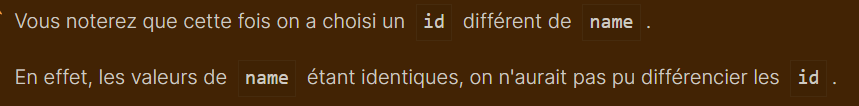 Vous noterez que cette fois on a choisi un id différent de name .
En effet, les valeurs de name étant identiques, on n'aurait pas pu différencier les id .